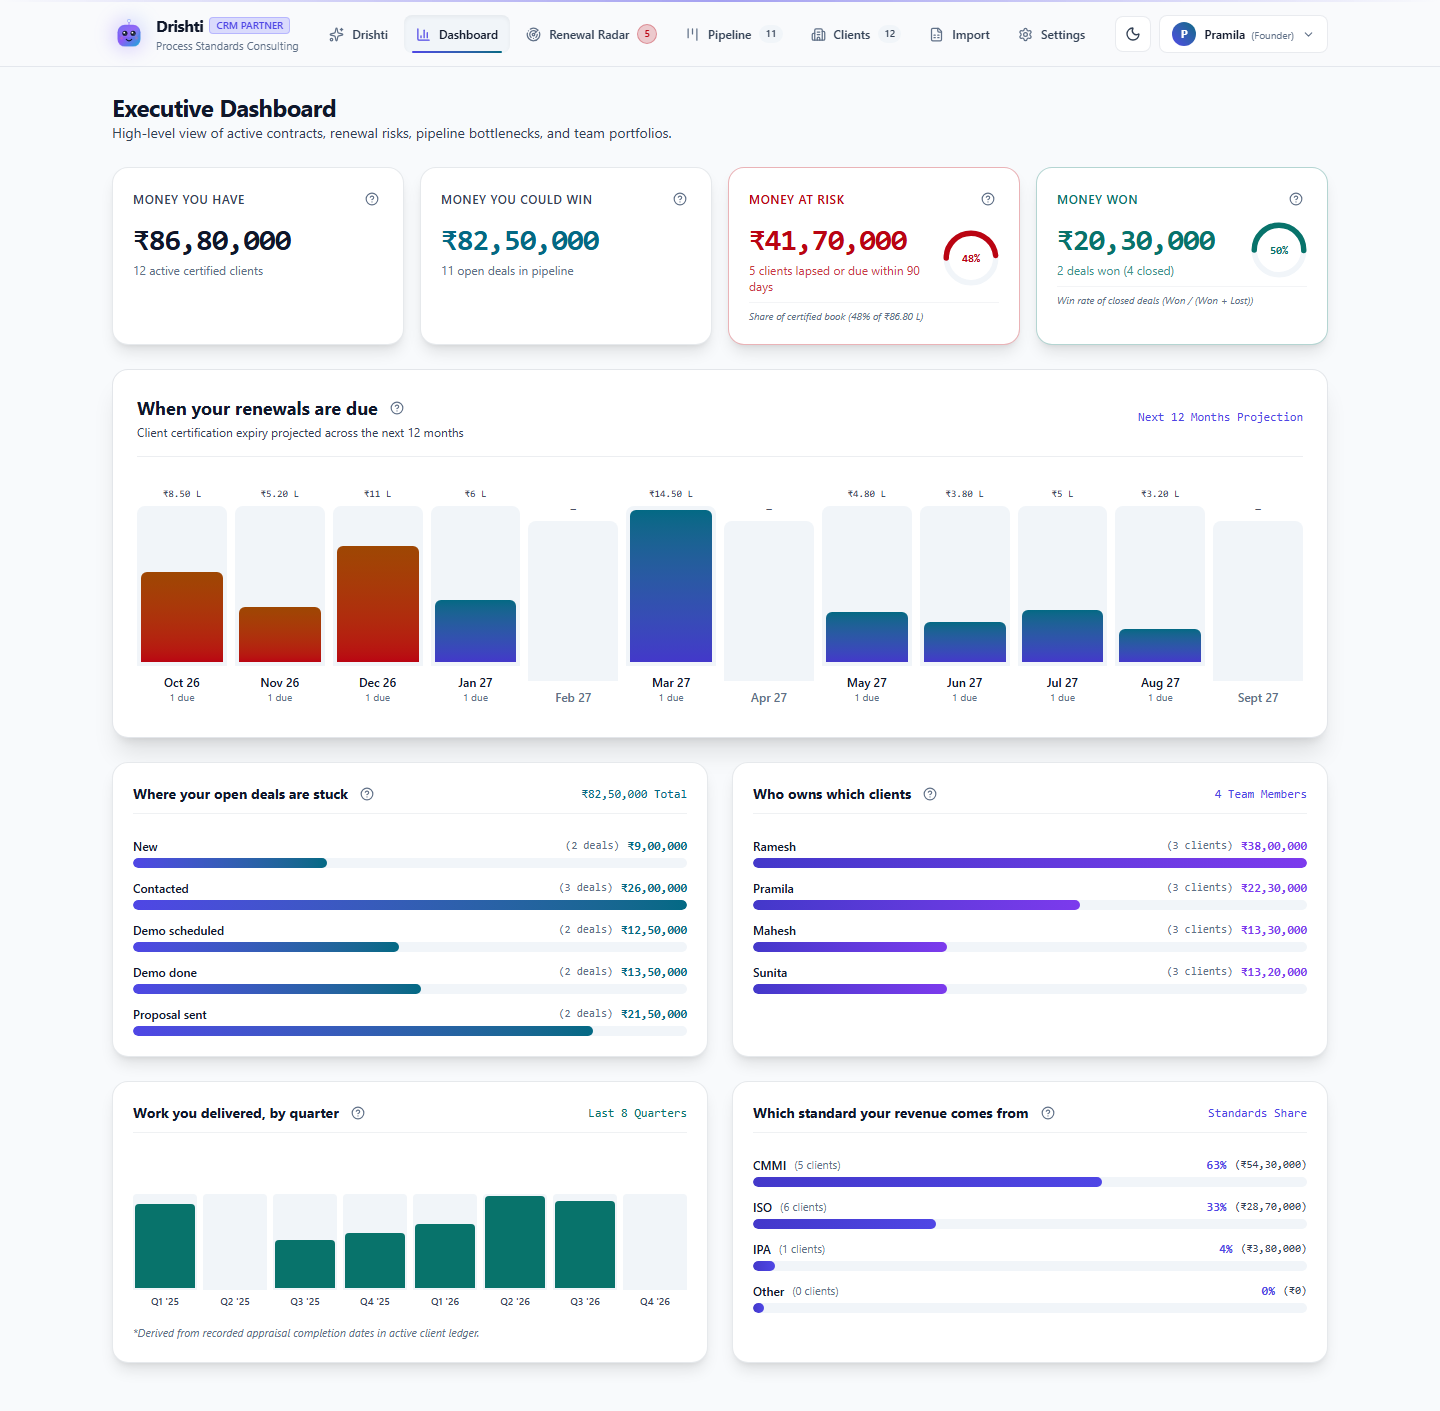 Drishti CRM PARTNER
Process Standards Consulting
Drishti
Dashboard
Renewal Radar 5
Pipeline 11
Clients 12
Import
Settings
P Pramila (Founder)
Executive Dashboard
High-level view of active contracts, renewal risks, pipeline bottlenecks, and team portfolios.
MONEY YOU HAVE
₹86,80,000
12 active certified clients
MONEY YOU COULD WIN
₹82,50,000
11 open deals in pipeline
MONEY AT RISK
₹41,70,000
48%
5 clients lapsed or due within 90
days
Share of certified book (48% of ₹86.80 L)
MONEY WON
₹20,30,000
50%
2 deals won (4 closed)
Win rate of closed deals (Won / (Won + Lost))
When your renewals are due
Client certification expiry projected across the next 12 months
Next 12 Months Projection
₹8.50 L ₹5.20 L ₹11 L ₹6 L – ₹14.50 L – ₹4.80 L ₹3.80 L ₹5 L ₹3.20 L –
Oct 26 Nov 26 Dec 26 Jan 27 Feb 27 Mar 27 Apr 27 May 27 Jun 27 Jul 27 Aug 27 Sept 27
1 due 1 due 1 due 1 due 1 due 1 due 1 due 1 due 1 due
Where your open deals are stuck
₹82,50,000 Total
New (2 deals) ₹9,00,000
Contacted (3 deals) ₹26,00,000
Demo scheduled (2 deals) ₹12,50,000
Demo done (2 deals) ₹13,50,000
Proposal sent (2 deals) ₹21,50,000
Who owns which clients
4 Team Members
Ramesh (3 clients) ₹38,00,000
Pramila (3 clients) ₹22,30,000
Mahesh (3 clients) ₹13,30,000
Sunita (3 clients) ₹13,20,000
Work you delivered, by quarter
Last 8 Quarters
Q1 '25 Q2 '25 Q3 '25 Q4 '25 Q1 '26 Q2 '26 Q3 '26 Q4 '26
*Derived from recorded appraisal completion dates in active client ledger.
Which standard your revenue comes from
Standards Share
CMMI (5 clients) 63% (₹54,30,000)
ISO (6 clients) 33% (₹28,70,000)
IPA (1 clients) 4% (₹3,80,000)
Other (0 clients) 0% (₹0)